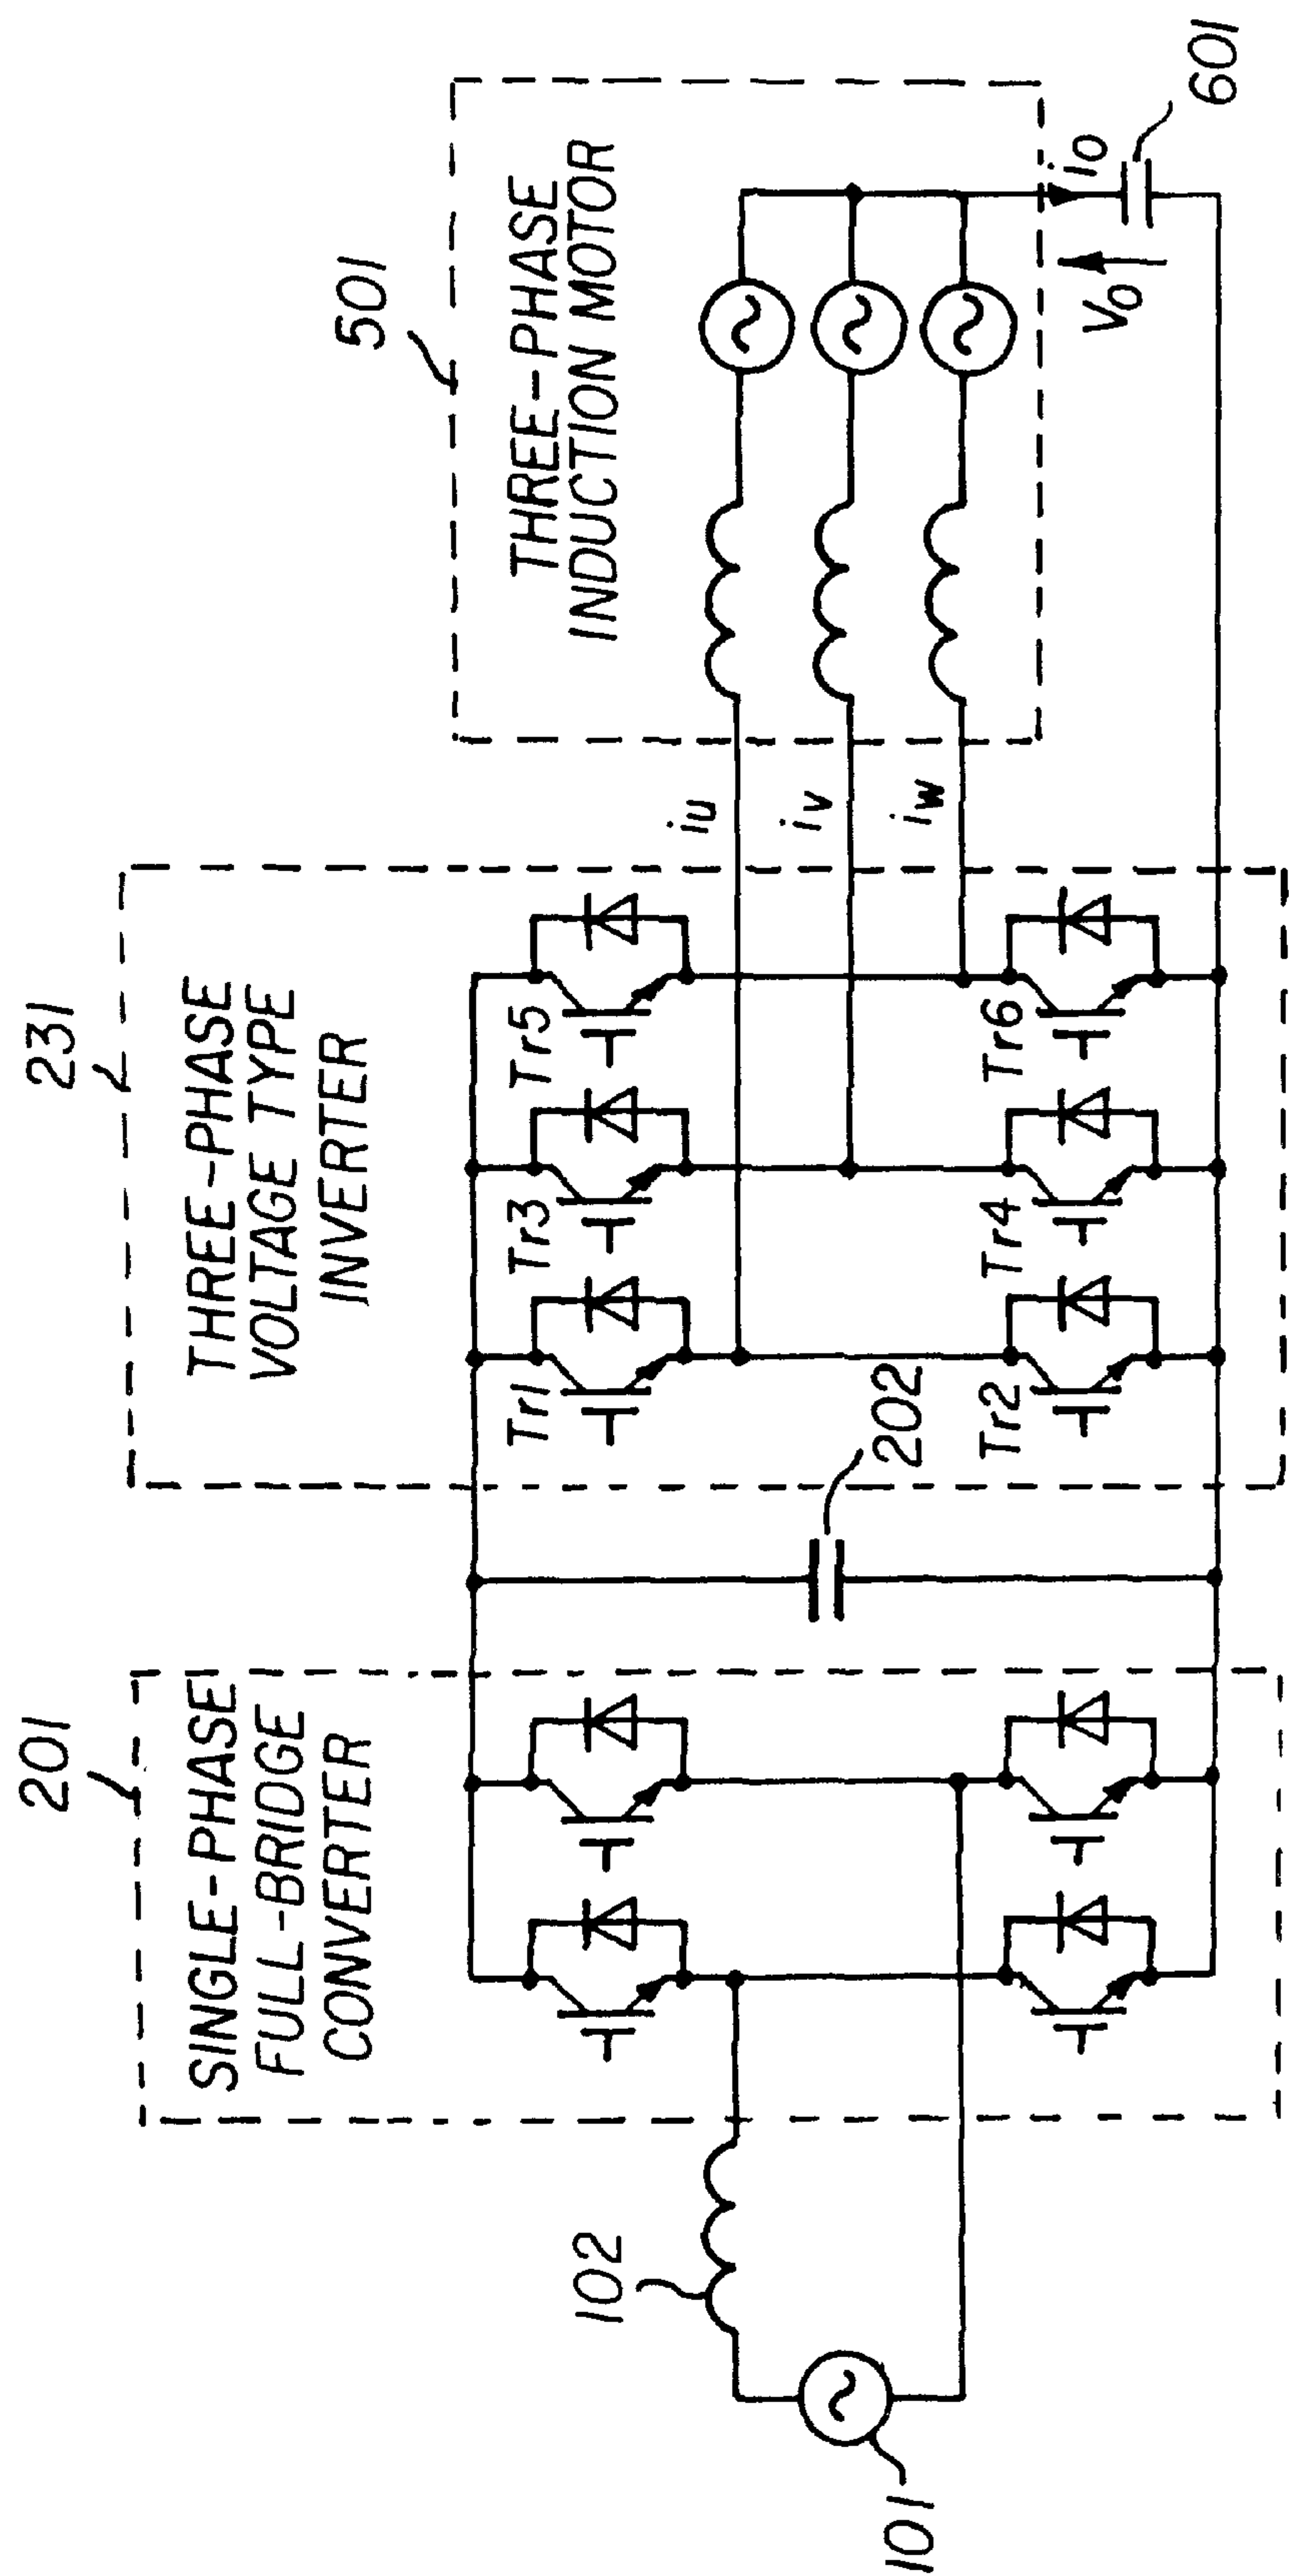 201
SINGLE-PHASE
FULL-BRIDGE
CONVERTER
102
101
202
231
THREE-PHASE
VOLTAGE TYPE
INVERTER
Tr1
Tr3
Tr5
Tr2
Tr4
Tr6
iu
iv
iw
501
THREE-PHASE
INDUCTION MOTOR
io
Vo
601